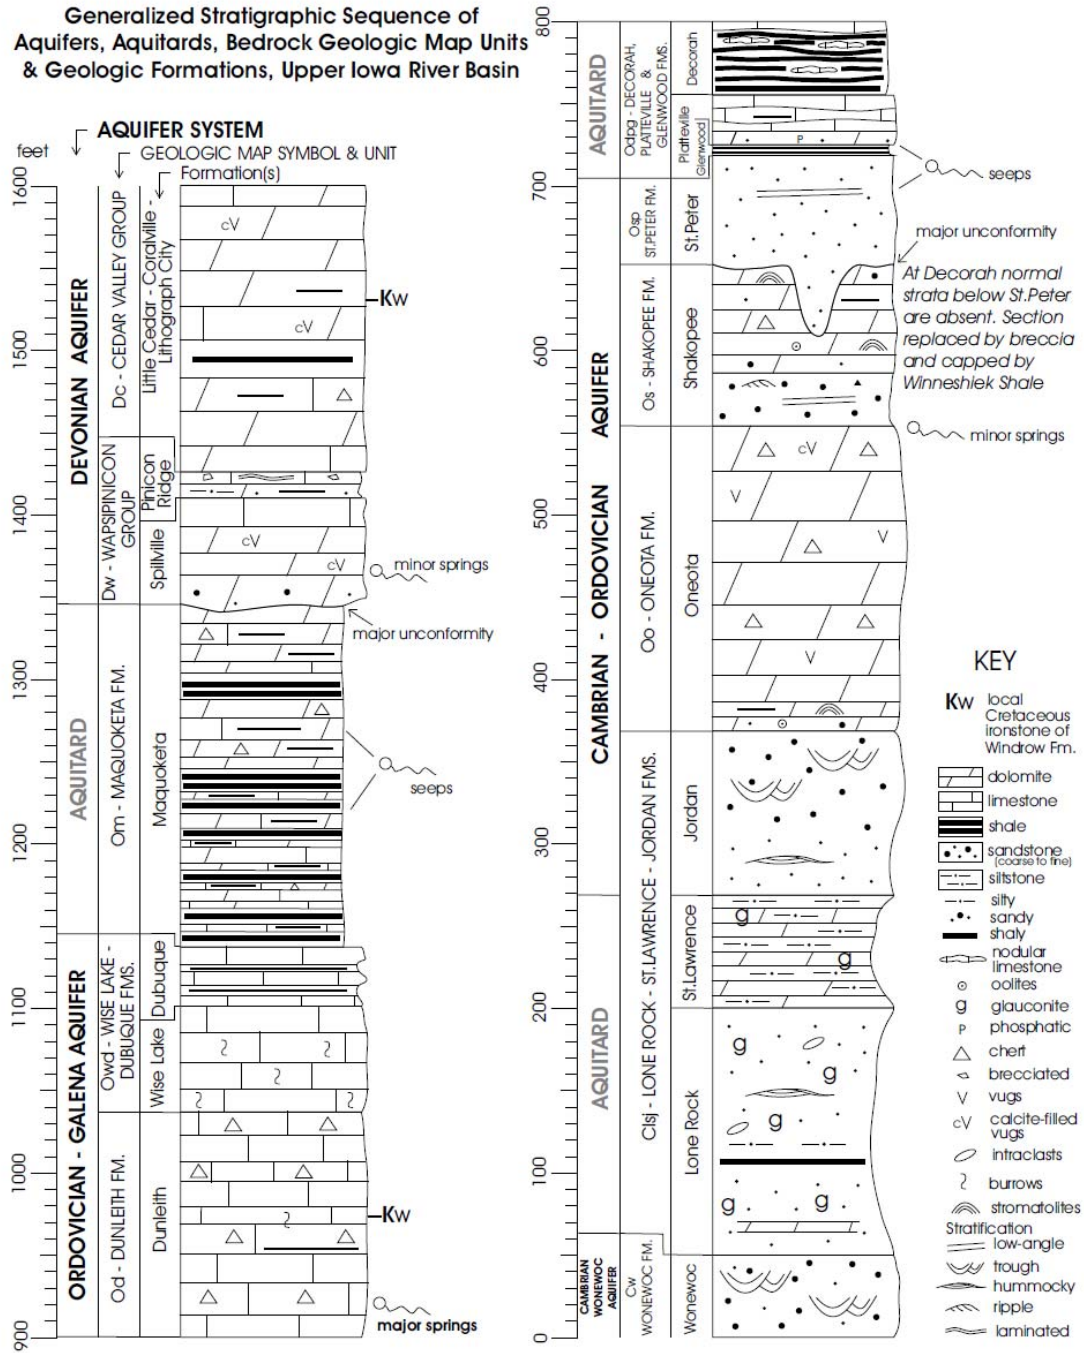 Generalized Stratigraphic Sequence of
Aquifers, Aquitards, Bedrock Geologic Map Units
& Geologic Formations, Upper Iowa River Basin
feet
AQUIFER SYSTEM
GEOLOGIC MAP SYMBOL & UNIT
Formation(s)
1600
1500
1400
1300
1200
1100
1000
900
DEVONIAN AQUIFER
AQUITARD
ORDOVICIAN - GALENA AQUIFER
Dc - CEDAR VALLEY GROUP
Dw - WAPSIPINICON
GROUP
Om - MAQUOKETA FM.
Owd - WISE LAKE -
DUBUQUE FMS.
Od - DUNLEITH FM.
Little Cedar - Coralville -
Lithograph City
Pinicon
Ridge
Spillville
Maquoketa
Dubuque
Wise Lake
Dunleith
cV
Kw
cV
cV
cV
minor springs
major unconformity
seeps
Kw
major springs
800
700
600
500
400
300
200
100
0
AQUITARD
CAMBRIAN - ORDOVICIAN AQUIFER
AQUITARD
CAMBRIAN
WONEWOC
AQUIFER
Odpg - DECORAH,
PLATTEVILLE &
GLENWOOD FMS.
Osp
ST.PETER FM.
Os - SHAKOPEE FM.
Oo - ONEOTA FM.
Clsj - LONE ROCK - ST.LAWRENCE - JORDAN FMS.
Cw
WONEWOC FM.
Decorah
Platteville
Glenwood
St.Peter
Shakopee
Oneota
Jordan
St.Lawrence
Lone Rock
Wonewoc
P
seeps
major unconformity
At Decorah normal
strata below St.Peter
are absent. Section
replaced by breccia
and capped by
Winneshiek Shale
minor springs
cV
V
V
V
g
g
g
g
g
g
g
KEY
Kw local
Cretaceous
ironstone of
Windrow Fm.
dolomite
limestone
shale
sandstone
(coarse to fine)
siltstone
silty
sandy
shaly
nodular
limestone
oolites
g glauconite
P phosphatic
chert
brecciated
V vugs
cV calcite-filled
vugs
intraclasts
burrows
stromatolites
Stratification
low-angle
trough
hummocky
ripple
laminated